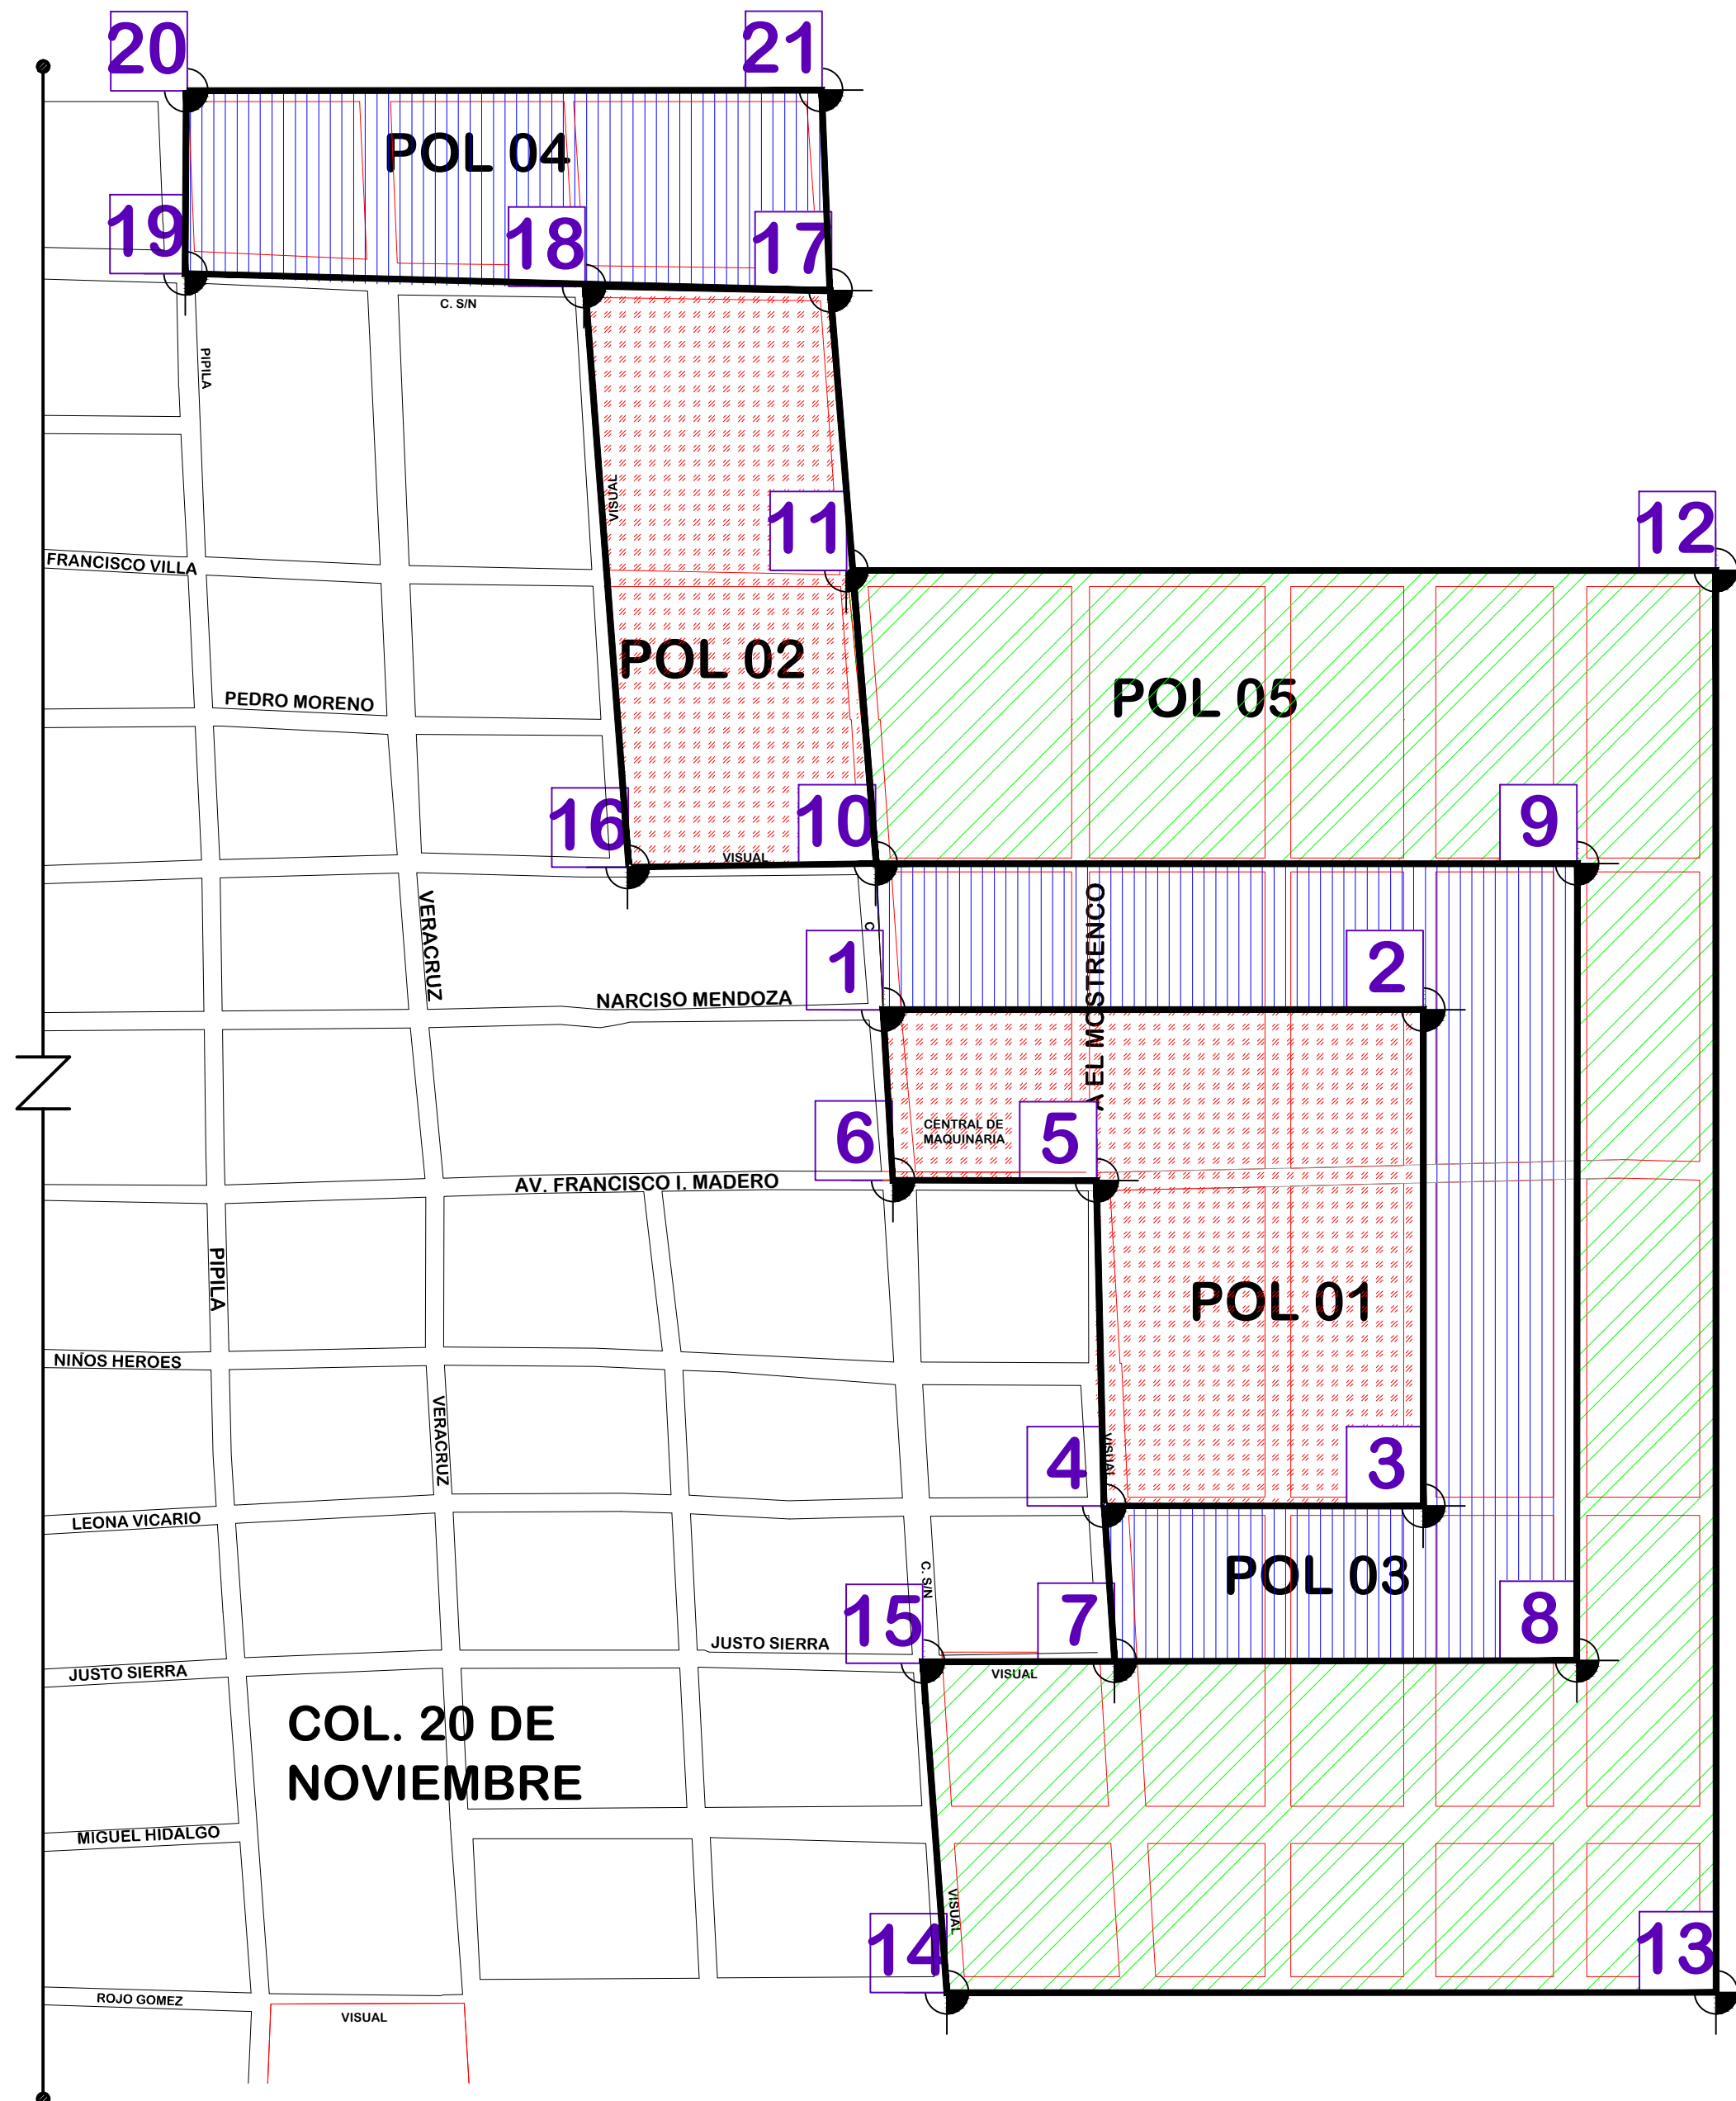 20
21
POL 04
19
18
17
C. S/N
PIPILA
VISUAL
11
12
FRANCISCO VILLA
POL 02
POL 05
PEDRO MORENO
16
VISUAL
10
9
VERACRUZ
C
1
A EL MOSTRENCO
2
NARCISO MENDOZA
6
CENTRAL DE
MAQUINARIA
5
AV. FRANCISCO I. MADERO
PIPILA
POL 01
NIÑOS HEROES
VERACRUZ
4
VISUAL
3
LEONA VICARIO
C. S/N
POL 03
15
7
8
JUSTO SIERRA
JUSTO SIERRA
VISUAL
COL. 20 DE
NOVIEMBRE
MIGUEL HIDALGO
VISUAL
14
13
ROJO GOMEZ
VISUAL